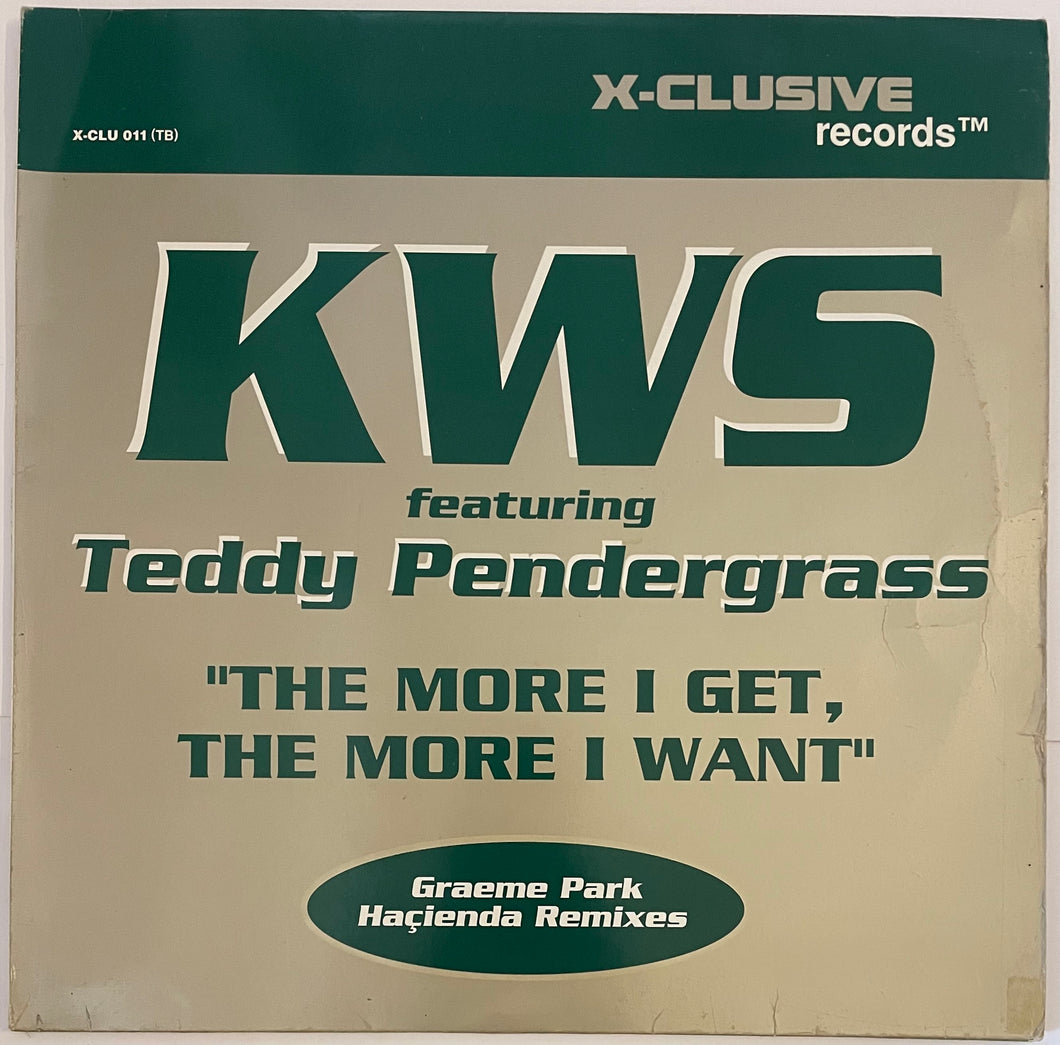 X-CLUSIVE
records™
X-CLU 011 (TB)
KWS
featuring
Teddy Pendergrass
"THE MORE I GET,
THE MORE I WANT"
Graeme Park
Haçienda Remixes